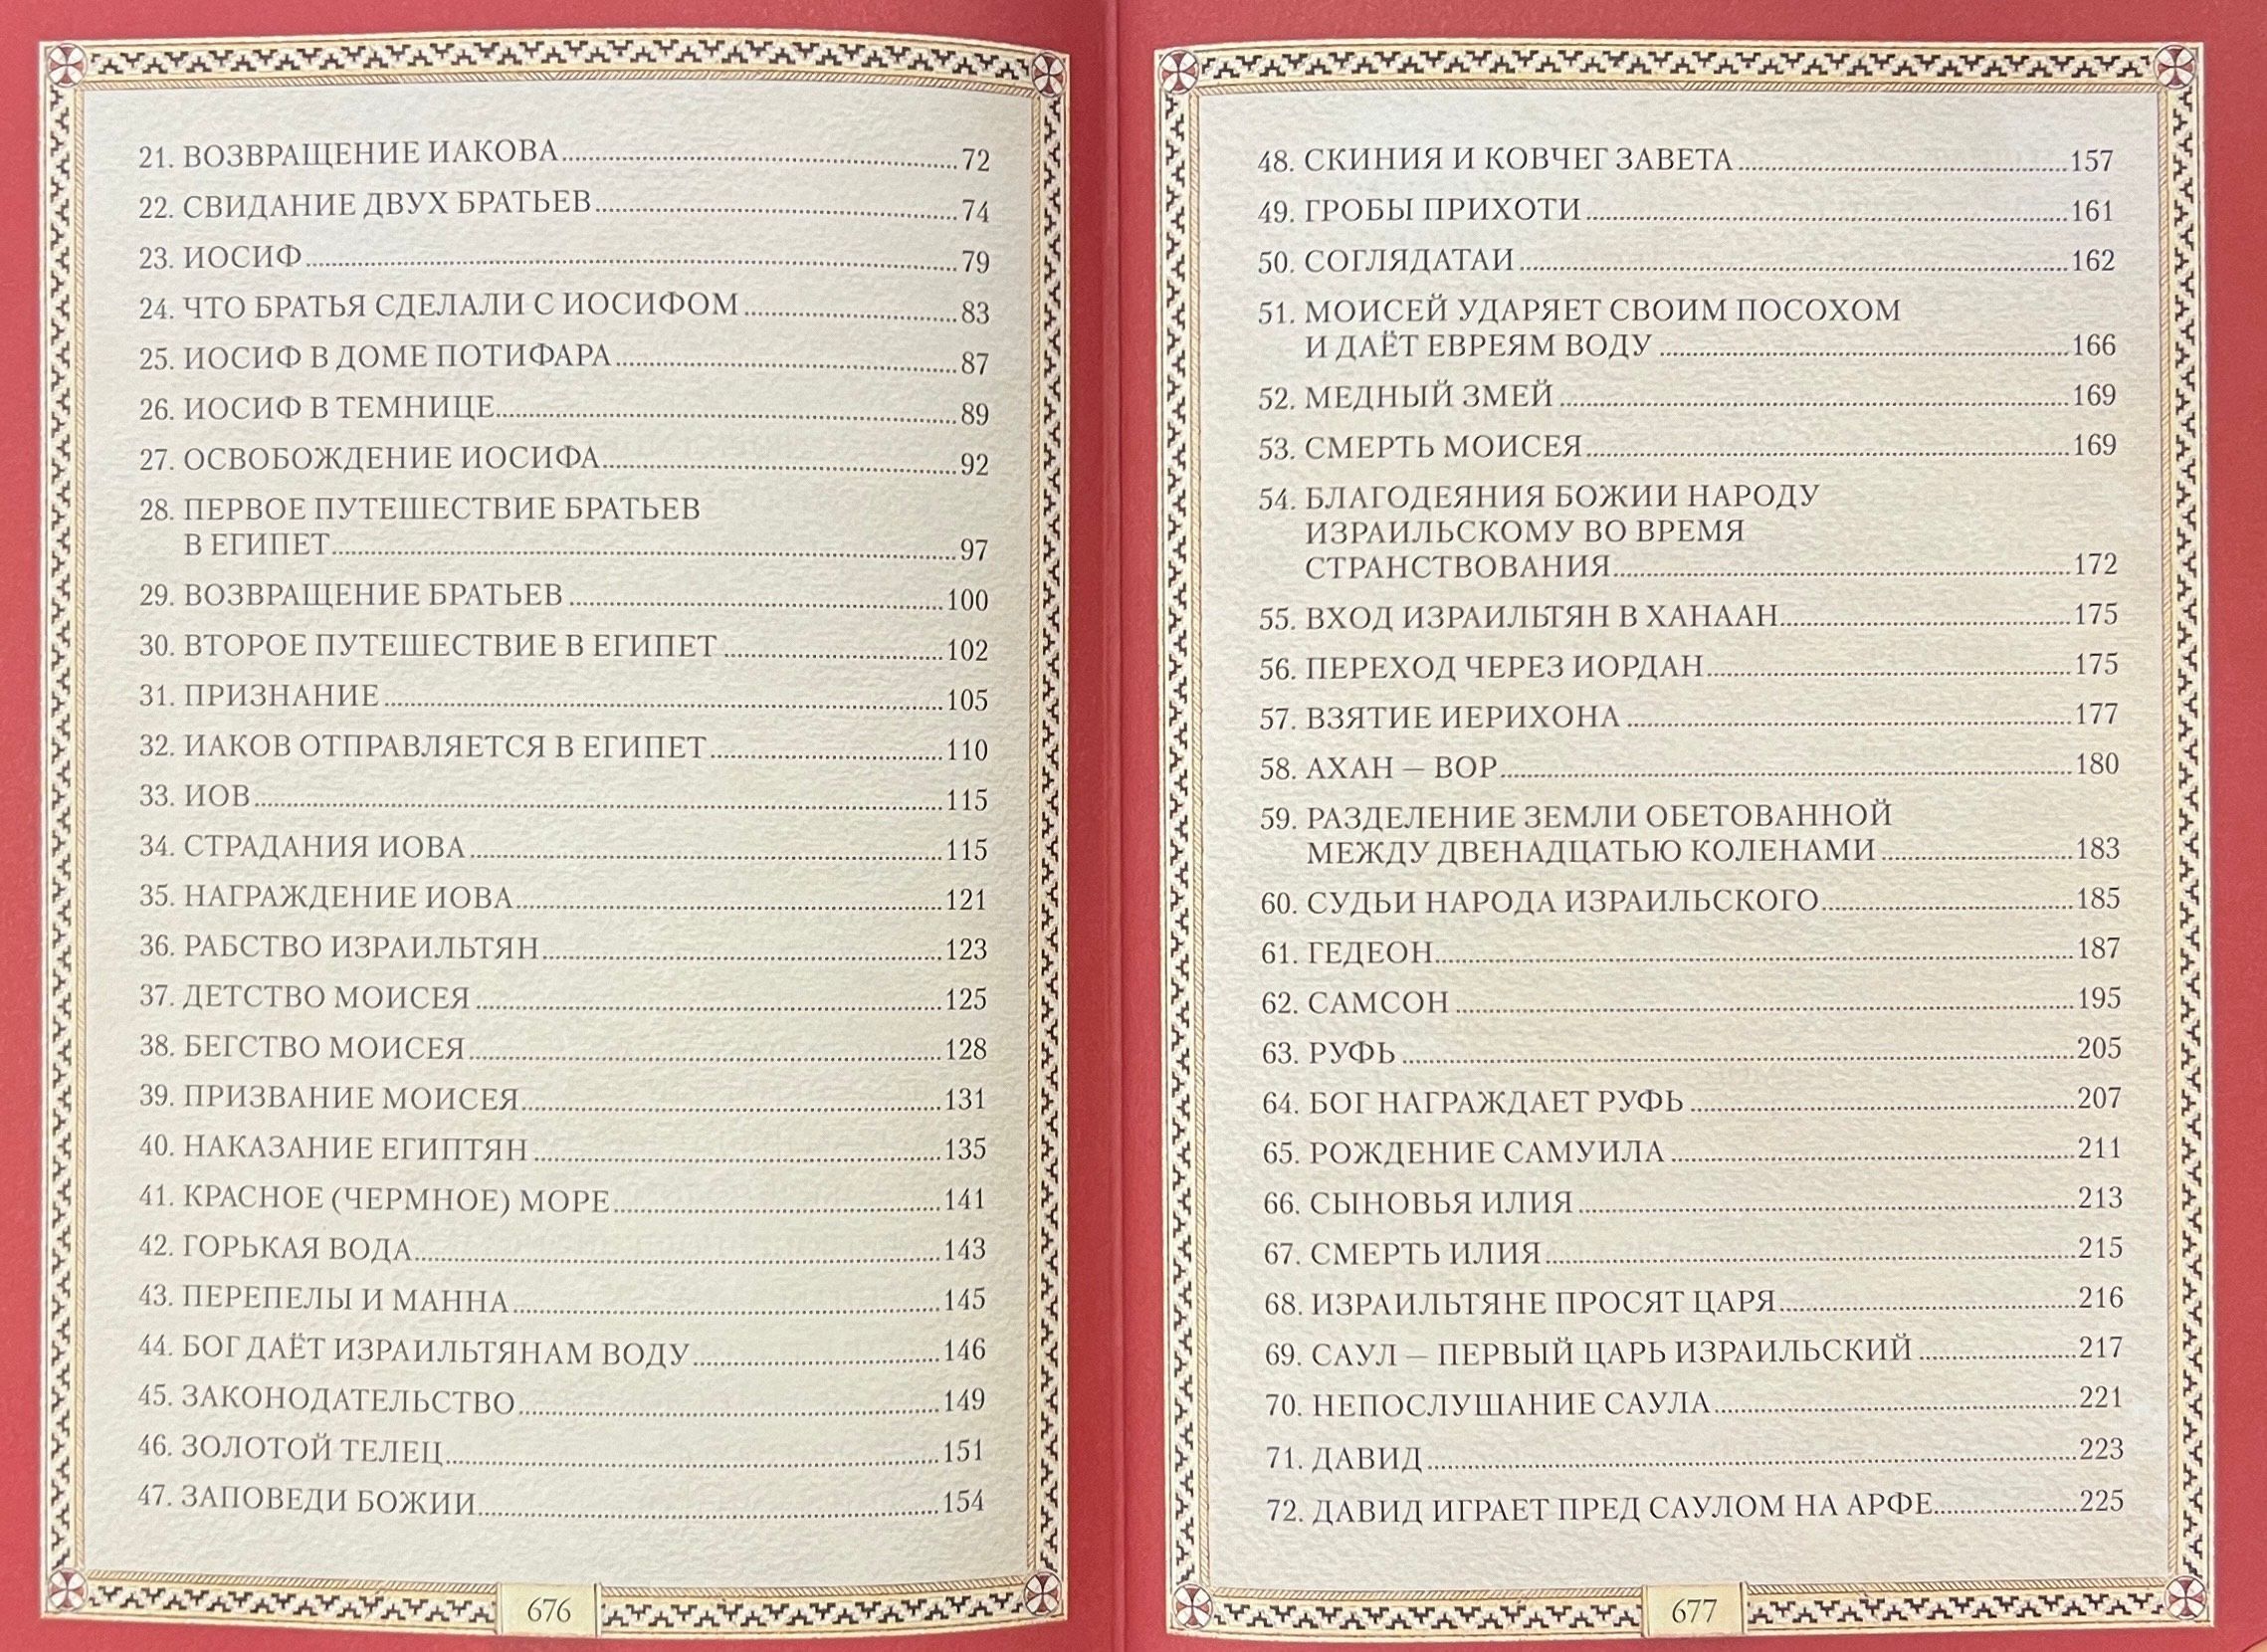 21. ВОЗВРАЩЕНИЕ ИАКОВА....................72
22. СВИДАНИЕ ДВУХ БРАТЬЕВ....................74
23. ИОСИФ....................79
24. ЧТО БРАТЬЯ СДЕЛАЛИ С ИОСИФОМ....................83
25. ИОСИФ В ДОМЕ ПОТИФАРА....................87
26. ИОСИФ В ТЕМНИЦЕ....................89
27. ОСВОБОЖДЕНИЕ ИОСИФА....................92
28. ПЕРВОЕ ПУТЕШЕСТВИЕ БРАТЬЕВ
В ЕГИПЕТ....................97
29. ВОЗВРАЩЕНИЕ БРАТЬЕВ....................100
30. ВТОРОЕ ПУТЕШЕСТВИЕ В ЕГИПЕТ....................102
31. ПРИЗНАНИЕ....................105
32. ИАКОВ ОТПРАВЛЯЕТСЯ В ЕГИПЕТ....................110
33. ИОВ....................115
34. СТРАДАНИЯ ИОВА....................115
35. НАГРАЖДЕНИЕ ИОВА....................121
36. РАБСТВО ИЗРАИЛЬТЯН....................123
37. ДЕТСТВО МОИСЕЯ....................125
38. БЕГСТВО МОИСЕЯ....................128
39. ПРИЗВАНИЕ МОИСЕЯ....................131
40. НАКАЗАНИЕ ЕГИПТЯН....................135
41. КРАСНОЕ (ЧЕРМНОЕ) МОРЕ....................141
42. ГОРЬКАЯ ВОДА....................143
43. ПЕРЕПЕЛЫ И МАННА....................145
44. БОГ ДАЁТ ИЗРАИЛЬТЯНАМ ВОДУ....................146
45. ЗАКОНОДАТЕЛЬСТВО....................149
46. ЗОЛОТОЙ ТЕЛЕЦ....................151
47. ЗАПОВЕДИ БОЖИИ....................154
676
48. СКИНИЯ И КОВЧЕГ ЗАВЕТА....................157
49. ГРОБЫ ПРИХОТИ....................161
50. СОГЛЯДАТАИ....................162
51. МОИСЕЙ УДАРЯЕТ СВОИМ ПОСОХОМ
И ДАЁТ ЕВРЕЯМ ВОДУ....................166
52. МЕДНЫЙ ЗМЕЙ....................169
53. СМЕРТЬ МОИСЕЯ....................169
54. БЛАГОДЕЯНИЯ БОЖИИ НАРОДУ
ИЗРАИЛЬСКОМУ ВО ВРЕМЯ
СТРАНСТВОВАНИЯ....................172
55. ВХОД ИЗРАИЛЬТЯН В ХАНААН....................175
56. ПЕРЕХОД ЧЕРЕЗ ИОРДАН....................175
57. ВЗЯТИЕ ИЕРИХОНА....................177
58. АХАН – ВОР....................180
59. РАЗДЕЛЕНИЕ ЗЕМЛИ ОБЕТОВАННОЙ
МЕЖДУ ДВЕНАДЦАТЬЮ КОЛЕНАМИ....................183
60. СУДЬИ НАРОДА ИЗРАИЛЬСКОГО....................185
61. ГЕДЕОН....................187
62. САМСОН....................195
63. РУФЬ....................205
64. БОГ НАГРАЖДАЕТ РУФЬ....................207
65. РОЖДЕНИЕ САМУИЛА....................211
66. СЫНОВЬЯ ИЛИЯ....................213
67. СМЕРТЬ ИЛИЯ....................215
68. ИЗРАИЛЬТЯНЕ ПРОСЯТ ЦАРЯ....................216
69. САУЛ – ПЕРВЫЙ ЦАРЬ ИЗРАИЛЬСКИЙ....................217
70. НЕПОСЛУШАНИЕ САУЛА....................221
71. ДАВИД....................223
72. ДАВИД ИГРАЕТ ПРЕД САУЛОМ НА АРФЕ....................225
677